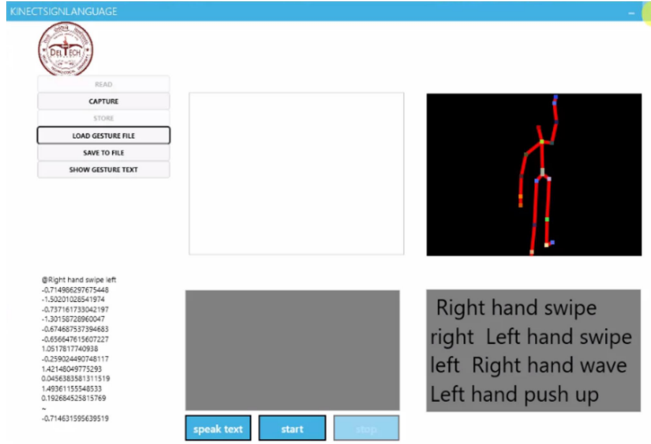 KINECTSIGNLANGUAGE
DELTECH
READ
CAPTURE
STORE
LOAD GESTURE FILE
SAVE TO FILE
SHOW GESTURE TEXT
@Right hand swipe left
-0.714986297675448
-1.50201028541974
-0.737161733042197
-1.30158728960047
-0.674687537394683
-0.656647615607227
1.0517817740938
-0.259024490748117
1.42148049775293
0.0456383581311519
1.49361155548533
0.192684525815769
~
-0.714631595639519
Right hand swipe
right Left hand swipe
left Right hand wave
Left hand push up
speak text
start
stop